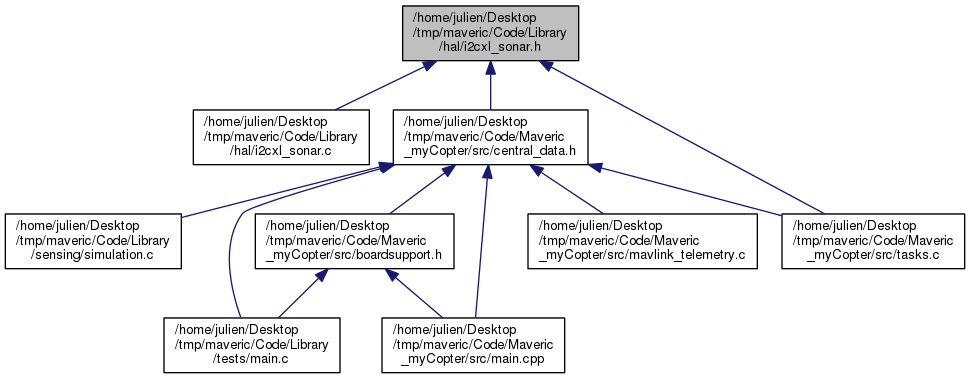 /home/julien/Desktop
/tmp/maveric/Code/Library
/hal/i2cxl_sonar.h
/home/julien/Desktop
/tmp/maveric/Code/Library
/hal/i2cxl_sonar.c
/home/julien/Desktop
/tmp/maveric/Code/Maveric
_myCopter/src/central_data.h
/home/julien/Desktop
/tmp/maveric/Code/Library
/sensing/simulation.c
/home/julien/Desktop
/tmp/maveric/Code/Maveric
_myCopter/src/boardsupport.h
/home/julien/Desktop
/tmp/maveric/Code/Maveric
_myCopter/src/mavlink_telemetry.c
/home/julien/Desktop
/tmp/maveric/Code/Maveric
_myCopter/src/tasks.c
/home/julien/Desktop
/tmp/maveric/Code/Library
/tests/main.c
/home/julien/Desktop
/tmp/maveric/Code/Maveric
_myCopter/src/main.cpp